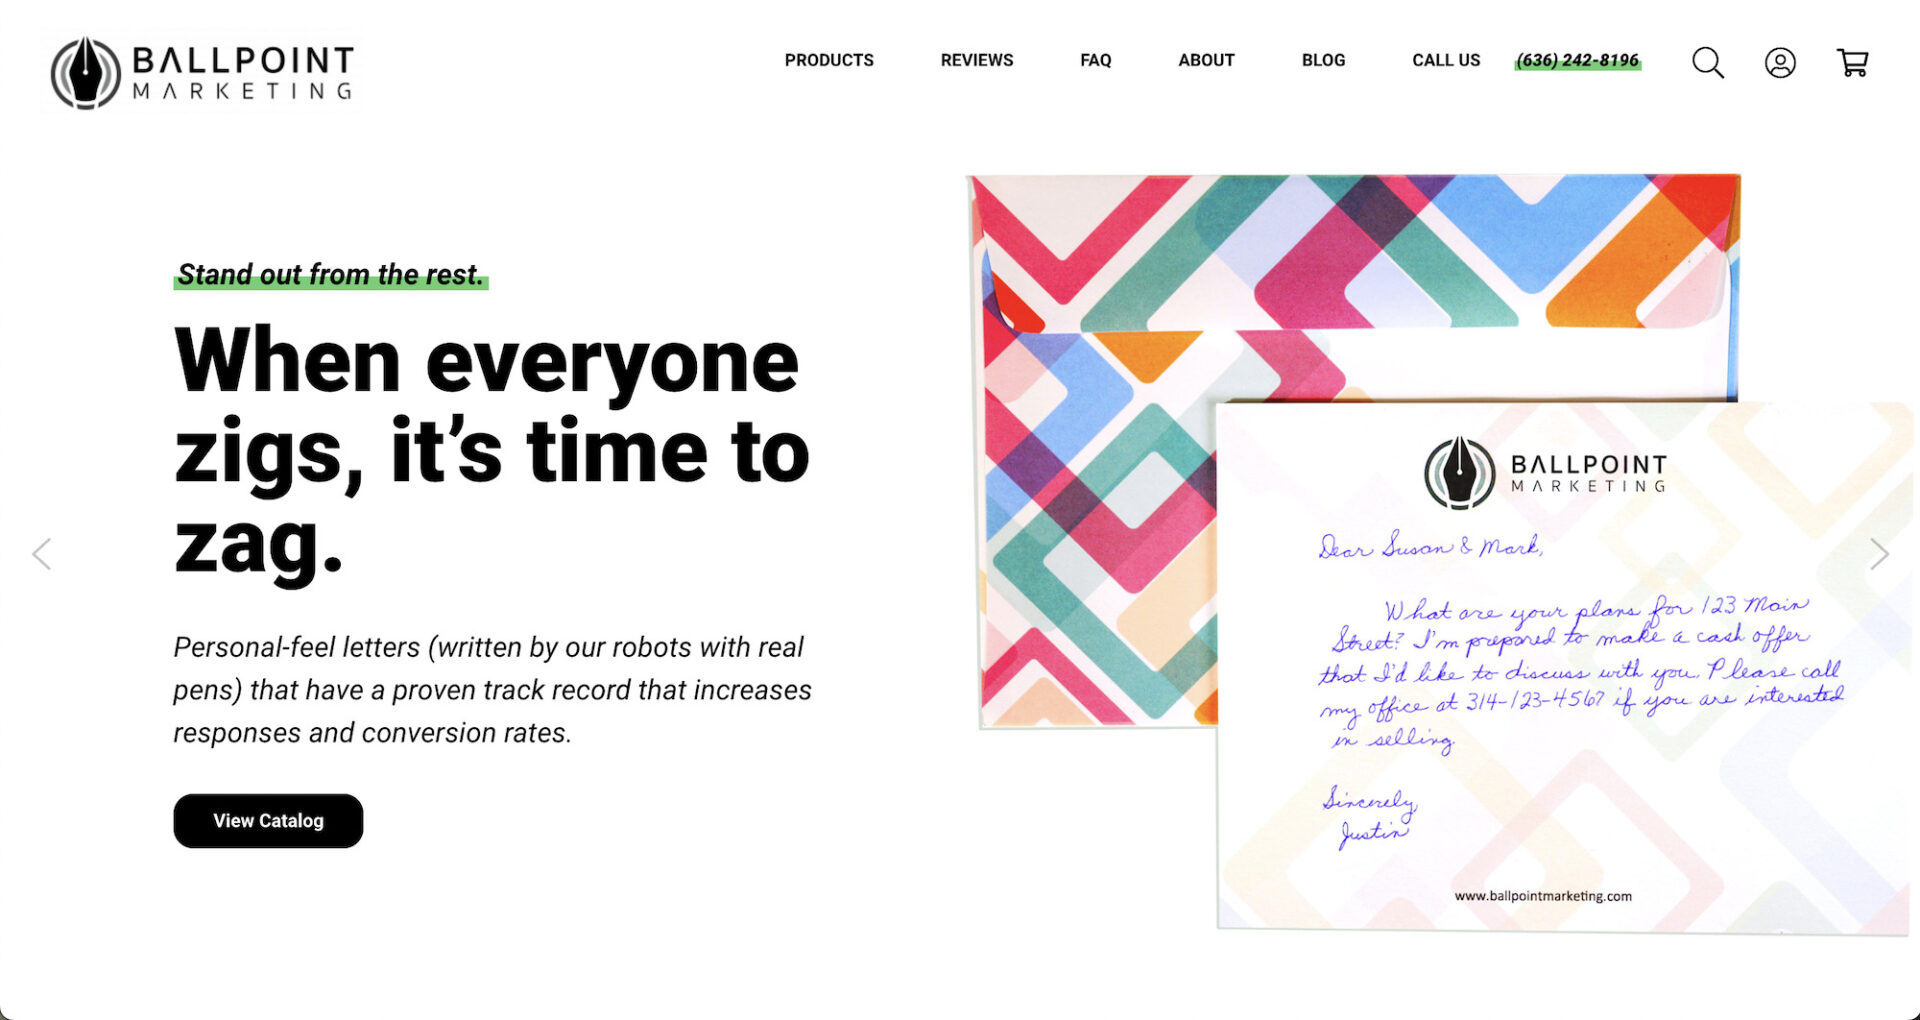 BALLPOINT
MARKETING
PRODUCTS REVIEWS FAQ ABOUT BLOG CALL US (636) 242-8196
Stand out from the rest.
When everyone
zigs, it’s time to
zag.
Personal-feel letters (written by our robots with real
pens) that have a proven track record that increases
responses and conversion rates.
View Catalog
BALLPOINT
MARKETING
Dear Susan & Mark,
What are your plans for 123 Main
Street? I'm prepared to make a cash offer
that I'd like to discuss with you. Please call
my office at 314-123-4567 if you are interested
in selling.
Sincerely,
Justin
www.ballpointmarketing.com